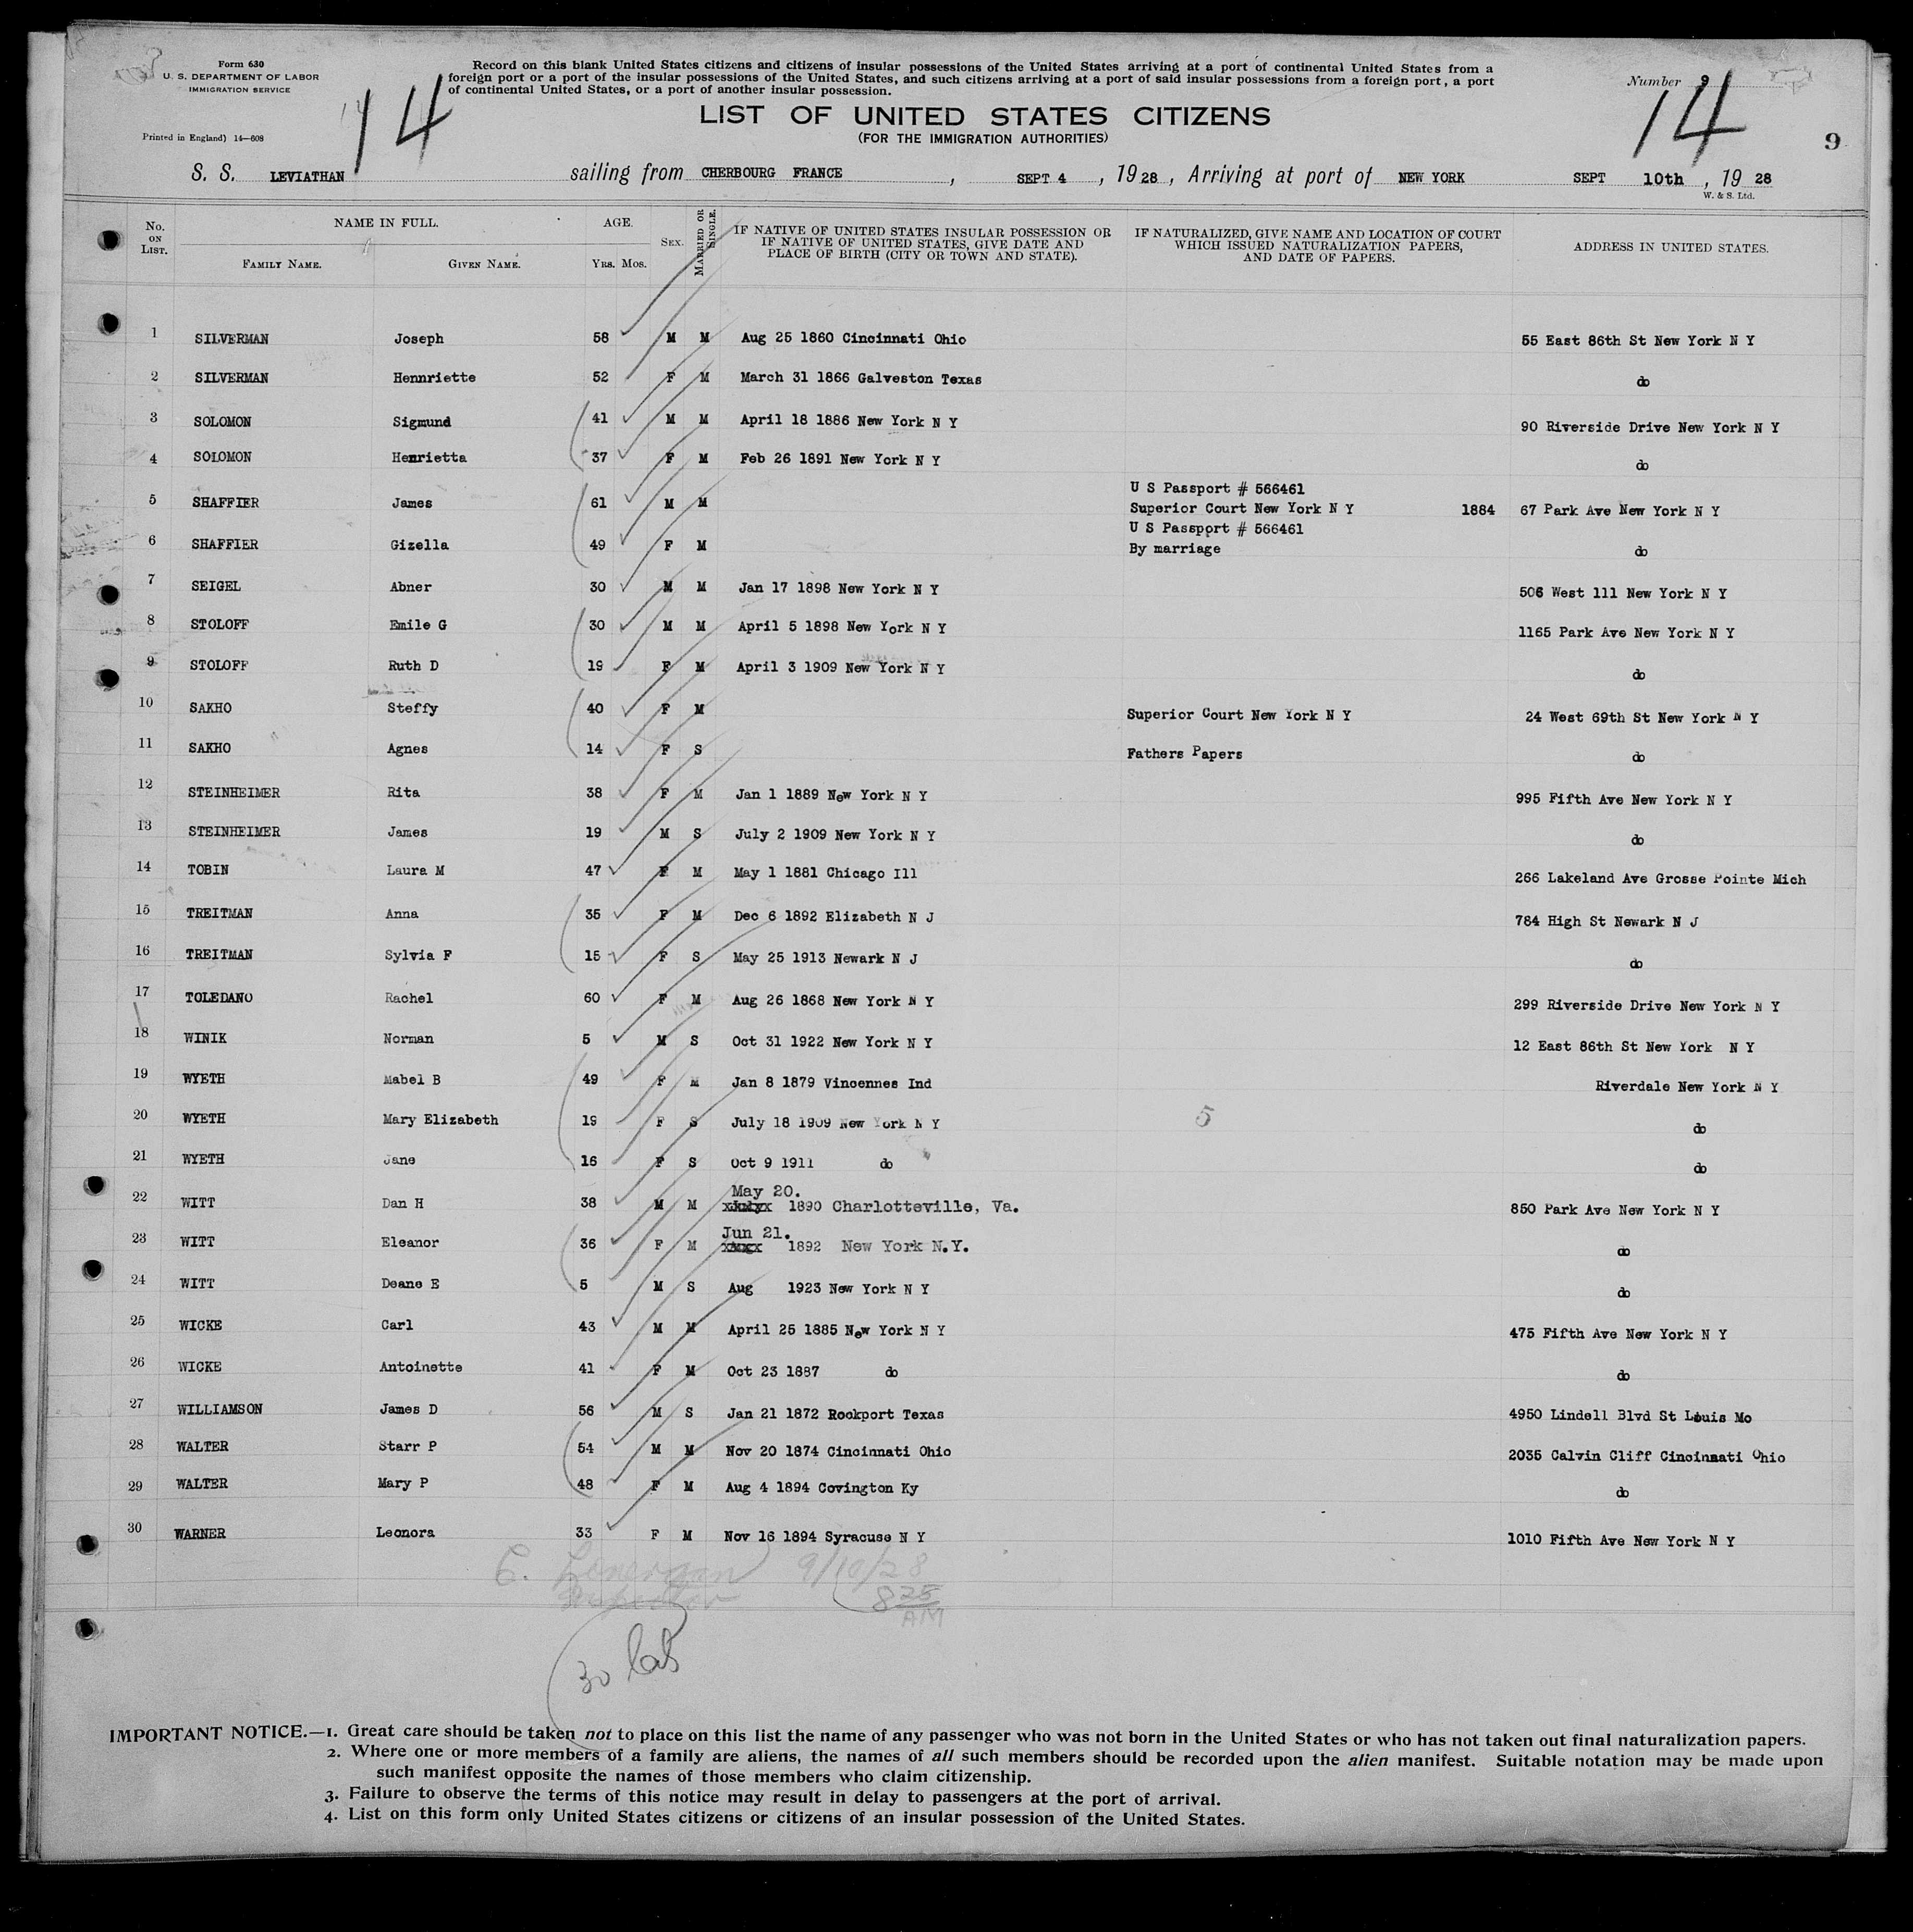 Form 630
U. S. DEPARTMENT OF LABOR
IMMIGRATION SERVICE
Printed in England) 14—608
Record on this blank United States citizens and citizens of insular possessions of the United States arriving at a port of continental United States from a
foreign port or a port of the insular possessions of the United States, and such citizens arriving at a port of said insular possessions from a foreign port, a port
of continental United States, or a port of another insular possession.
Number 9
14
14
14
9
LIST OF UNITED STATES CITIZENS
(FOR THE IMMIGRATION AUTHORITIES)
S. S. LEVIATHAN sailing from CHERBOURG FRANCE, SEPT 4, 1928, Arriving at port of NEW YORK SEPT 10th, 1928
W. & S. Ltd.
No. ON LIST. NAME IN FULL. FAMILY NAME. GIVEN NAME. AGE. YRS. MOS. SEX. MARRIED OR SINGLE. IF NATIVE OF UNITED STATES INSULAR POSSESSION OR IF NATIVE OF UNITED STATES, GIVE DATE AND PLACE OF BIRTH (CITY OR TOWN AND STATE). IF NATURALIZED, GIVE NAME AND LOCATION OF COURT WHICH ISSUED NATURALIZATION PAPERS, AND DATE OF PAPERS. ADDRESS IN UNITED STATES.
1 SILVERMAN Joseph 58 M M Aug 25 1860 Cincinnati Ohio 55 East 86th St New York N Y
2 SILVERMAN Hennriette 52 F M March 31 1866 Galveston Texas do
3 SOLOMON Sigmund 41 M M April 18 1886 New York N Y 90 Riverside Drive New York N Y
4 SOLOMON Henrietta 37 F M Feb 26 1891 New York N Y do
U S Passport # 566461
5 SHAFFIER James 61 M M Superior Court New York N Y 1884 67 Park Ave New York N Y
U S Passport # 566461
6 SHAFFIER Gizella 49 F M By marriage do
7 SEIGEL Abner 30 M M Jan 17 1898 New York N Y 506 West 111 New York N Y
8 STOLOFF Emile G 30 M M April 5 1898 New York N Y 1165 Park Ave New York N Y
9 STOLOFF Ruth D 19 F M April 3 1909 New York N Y do
10 SAKHO Steffy 40 F M Superior Court New York N Y 24 West 69th St New York N Y
11 SAKHO Agnes 14 F S Fathers Papers do
12 STEINHEIMER Rita 38 F M Jan 1 1889 New York N Y 995 Fifth Ave New York N Y
13 STEINHEIMER James 19 M S July 2 1909 New York N Y do
14 TOBIN Laura M 47 F M May 1 1881 Chicago Ill 266 Lakeland Ave Grosse Pointe Mich
15 TREITMAN Anna 35 F M Dec 6 1892 Elizabeth N J 784 High St Newark N J
16 TREITMAN Sylvia F 15 F S May 25 1913 Newark N J do
17 TOLEDANO Rachel 60 F M Aug 26 1868 New York N Y 299 Riverside Drive New York N Y
18 WINIK Norman 5 M S Oct 31 1922 New York N Y 12 East 86th St New York N Y
19 WYETH Mabel B 49 F M Jan 8 1879 Vincennes Ind Riverdale New York N Y
20 WYETH Mary Elizabeth 19 F S July 18 1909 New York N Y 5 do
21 WYETH Jane 16 F S Oct 9 1911 do do
May 20.
22 WITT Dan H 38 M M xJulyx 1890 Charlotteville, Va. 850 Park Ave New York N Y
Jun 21.
23 WITT Eleanor 36 F M 1892 New York N.Y. do
24 WITT Deane E 5 M S Aug 1923 New York N Y do
25 WICKE Carl 43 M M April 25 1885 New York N Y 475 Fifth Ave New York N Y
26 WICKE Antoinette 41 F M Oct 23 1887 do do
27 WILLIAMSON James D 56 M S Jan 21 1872 Rockport Texas 4950 Lindell Blvd St Louis Mo
28 WALTER Starr P 54 M M Nov 20 1874 Cincinnati Ohio 2035 Calvin Cliff Cincinnati Ohio
29 WALTER Mary P 48 F M Aug 4 1894 Covington Ky do
30 WARNER Leonora 33 F M Nov 16 1894 Syracuse N Y 1010 Fifth Ave New York N Y
C. Lonergan 9/10/28
Inspector 8 25
AM
30
IMPORTANT NOTICE.—1. Great care should be taken not to place on this list the name of any passenger who was not born in the United States or who has not taken out final naturalization papers.
2. Where one or more members of a family are aliens, the names of all such members should be recorded upon the alien manifest. Suitable notation may be made upon
such manifest opposite the names of those members who claim citizenship.
3. Failure to observe the terms of this notice may result in delay to passengers at the port of arrival.
4. List on this form only United States citizens or citizens of an insular possession of the United States.